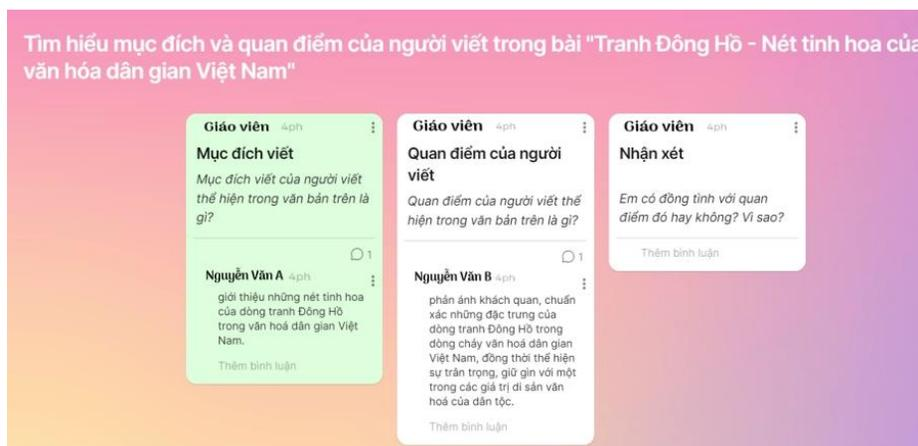 Tìm hiểu mục đích và quan điểm của người viết trong bài "Tranh Đông Hồ - Nét tinh hoa của
văn hóa dân gian Việt Nam"
Giáo viên 4ph
Mục đích viết
Mục đích viết của người viết
thể hiện trong văn bản trên là
gì?
1
Nguyễn Văn A 4ph
giới thiệu những nét tinh hoa
của dòng tranh Đông Hồ
trong văn hoá dân gian Việt
Nam.
Thêm bình luận
Giáo viên 4ph
Quan điểm của người
viết
Quan điểm của người viết thể
hiện trong văn bản trên là gì?
1
Nguyễn Văn B 4ph
phản ánh khách quan, chuẩn
xác những đặc trưng của
dòng tranh Đông Hồ trong
dòng chảy văn hoá dân gian
Việt Nam, đồng thời thể hiện
sự trân trọng, giữ gìn với một
trong các giá trị di sản văn
hoá của dân tộc.
Thêm bình luận
Giáo viên 4ph
Nhận xét
Em có đồng tình với quan
điểm đó hay không? Vì sao?
Thêm bình luận